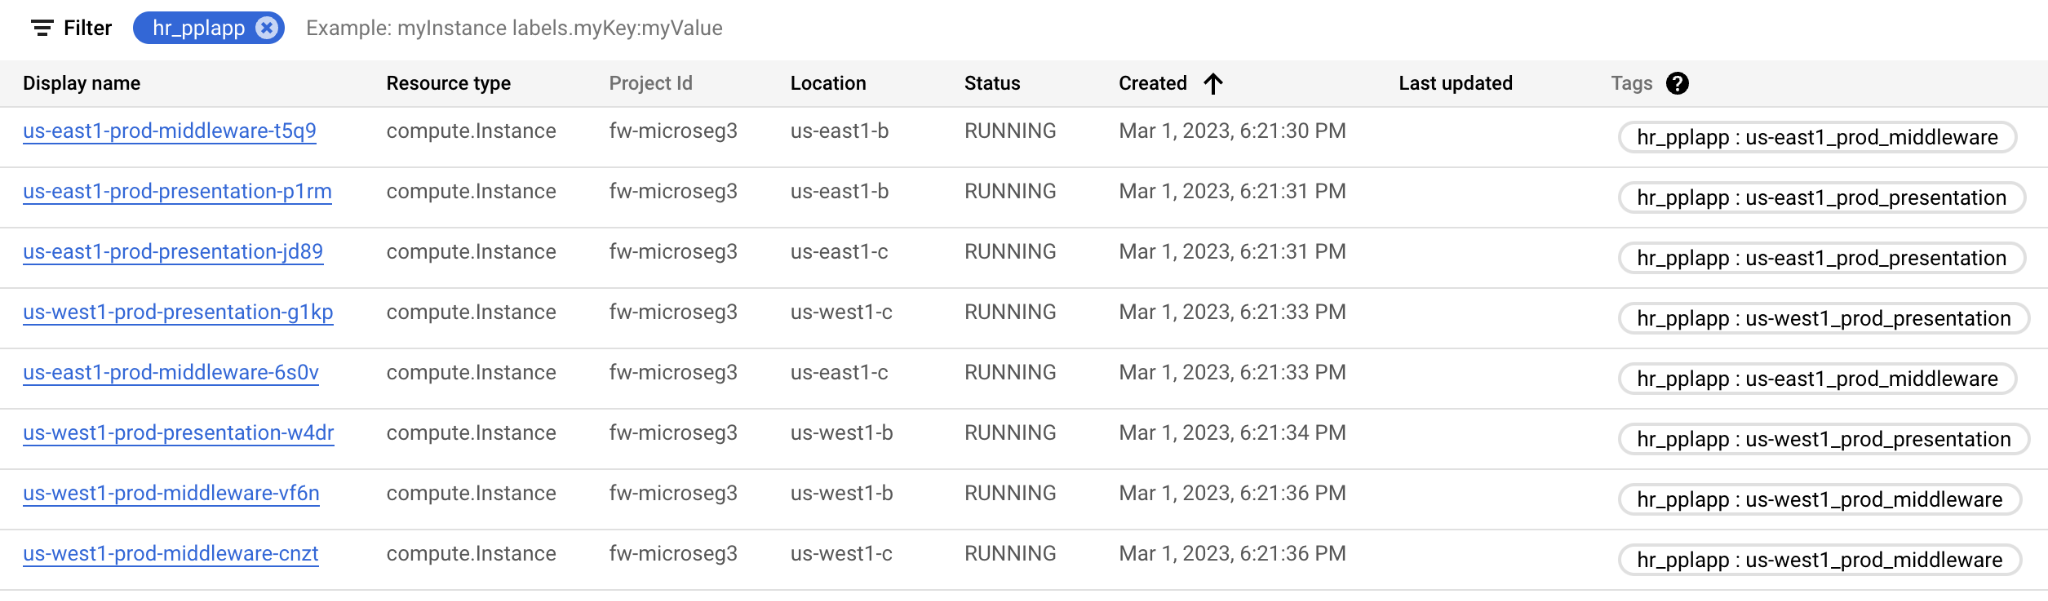 Filter hr_pplapp Example: myInstance labels.myKey:myValue
Display name Resource type Project Id Location Status Created Last updated Tags ?
us-east1-prod-middleware-t5q9 compute.Instance fw-microseg3 us-east1-b RUNNING Mar 1, 2023, 6:21:30 PM hr_pplapp : us-east1_prod_middleware
us-east1-prod-presentation-p1rm compute.Instance fw-microseg3 us-east1-b RUNNING Mar 1, 2023, 6:21:31 PM hr_pplapp : us-east1_prod_presentation
us-east1-prod-presentation-jd89 compute.Instance fw-microseg3 us-east1-c RUNNING Mar 1, 2023, 6:21:31 PM hr_pplapp : us-east1_prod_presentation
us-west1-prod-presentation-g1kp compute.Instance fw-microseg3 us-west1-c RUNNING Mar 1, 2023, 6:21:33 PM hr_pplapp : us-west1_prod_presentation
us-east1-prod-middleware-6s0v compute.Instance fw-microseg3 us-east1-c RUNNING Mar 1, 2023, 6:21:33 PM hr_pplapp : us-east1_prod_middleware
us-west1-prod-presentation-w4dr compute.Instance fw-microseg3 us-west1-b RUNNING Mar 1, 2023, 6:21:34 PM hr_pplapp : us-west1_prod_presentation
us-west1-prod-middleware-vf6n compute.Instance fw-microseg3 us-west1-b RUNNING Mar 1, 2023, 6:21:36 PM hr_pplapp : us-west1_prod_middleware
us-west1-prod-middleware-cnzt compute.Instance fw-microseg3 us-west1-c RUNNING Mar 1, 2023, 6:21:36 PM hr_pplapp : us-west1_prod_middleware